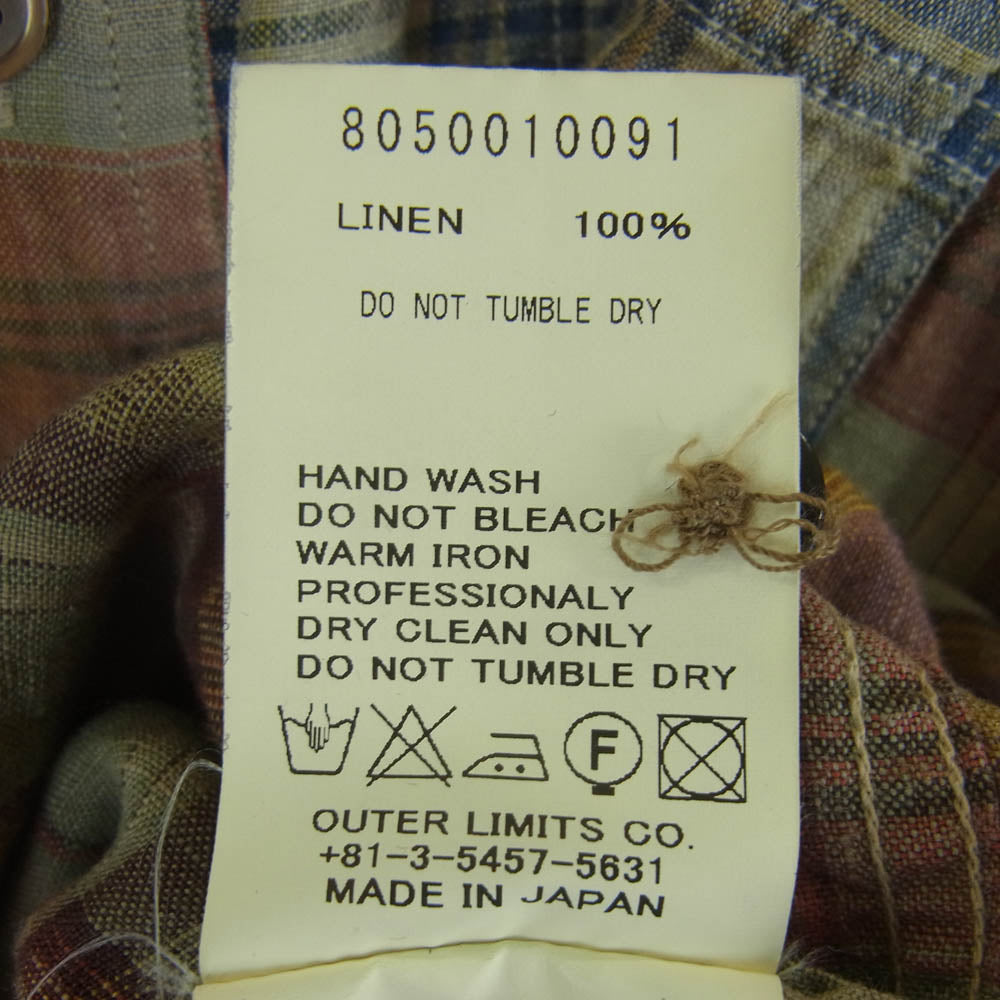 8050010091
LINEN 100%
DO NOT TUMBLE DRY
HAND WASH
DO NOT BLEACH
WARM IRON
PROFESSIONALY
DRY CLEAN ONLY
DO NOT TUMBLE DRY
F
OUTER LIMITS CO.
+81-3-5457-5631
MADE IN JAPAN